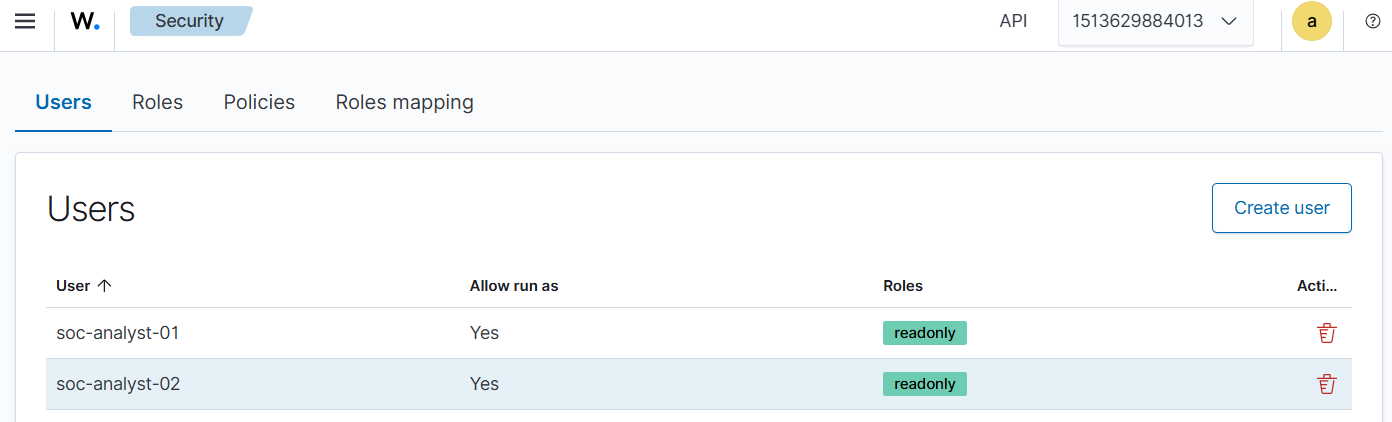 W. Security API 1513629884013 a
Users Roles Policies Roles mapping
Users Create user
User Allow run as Roles Acti...
soc-analyst-01 Yes readonly
soc-analyst-02 Yes readonly